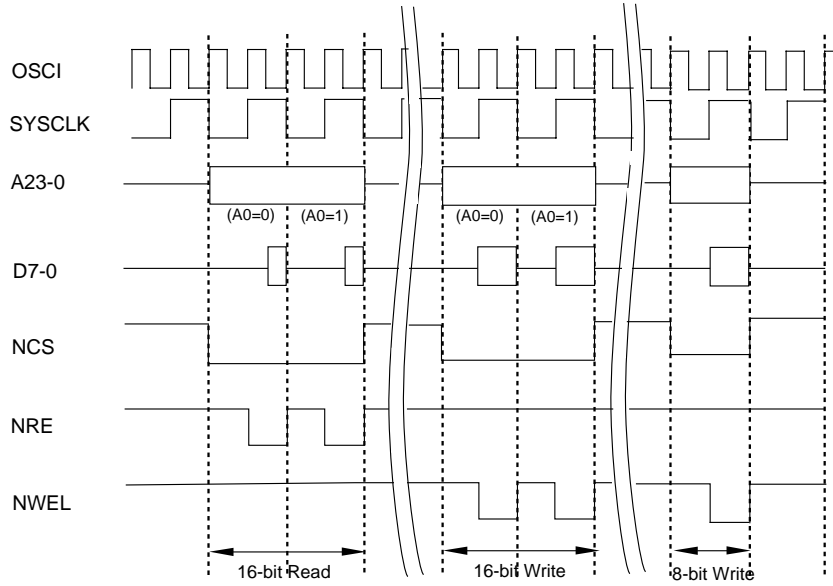 OSCI
SYSCLK
A23-0
(A0=0) (A0=1) (A0=0) (A0=1)
D7-0
NCS
NRE
NWEL
16-bit Read 16-bit Write 8-bit Write